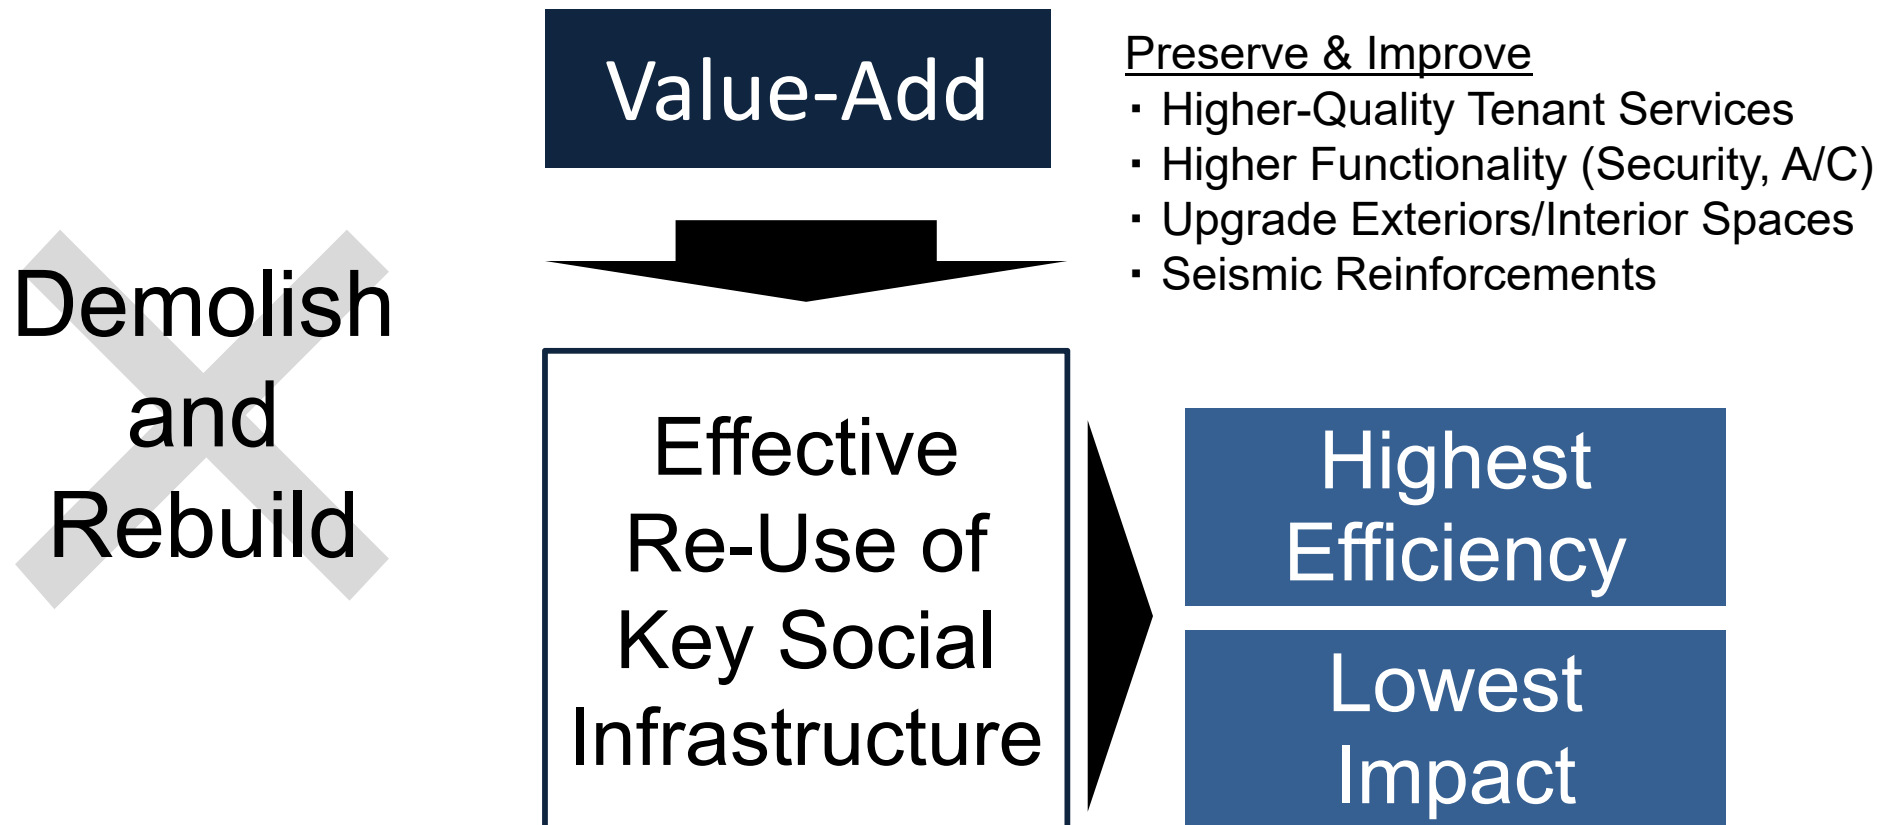 Value-Add
Preserve & Improve
・Higher-Quality Tenant Services
・Higher Functionality (Security, A/C)
・Upgrade Exteriors/Interior Spaces
・Seismic Reinforcements
Demolish
and
Rebuild
Effective
Re-Use of
Key Social
Infrastructure
Highest
Efficiency
Lowest
Impact